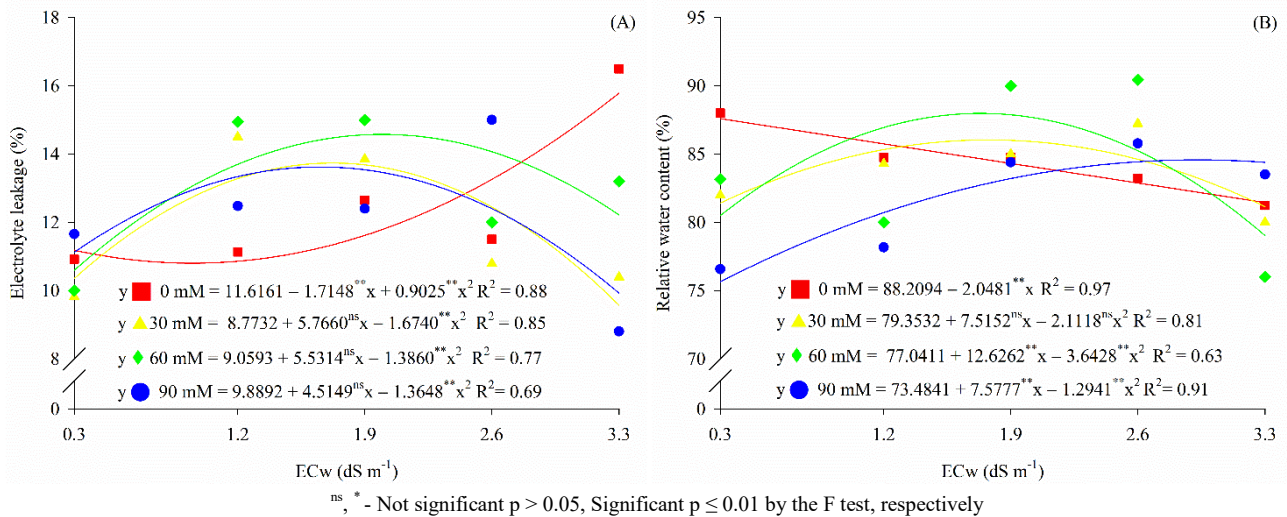 (A)
18
16
14
12
10
8
0
Electrolyte leakage (%)
y 0 mM = 11.6161 – 1.7148**x + 0.9025**x² R² = 0.88
y 30 mM = 8.7732 + 5.7660ⁿˢx – 1.6740**x² R² = 0.85
y 60 mM = 9.0593 + 5.5314ⁿˢx – 1.3860**x² R² = 0.77
y 90 mM = 9.8892 + 4.5149ⁿˢx – 1.3648**x² R² = 0.69
0.3 1.2 1.9 2.6 3.3
ECw (dS m⁻¹)
(B)
95
90
85
80
75
70
0
Relative water content (%)
y 0 mM = 88.2094 – 2.0481**x R² = 0.97
y 30 mM = 79.3532 + 7.5152ⁿˢx – 2.1118ⁿˢx² R² = 0.81
y 60 mM = 77.0411 + 12.6262**x – 3.6428**x² R² = 0.63
y 90 mM = 73.4841 + 7.5777**x – 1.2941**x² R² = 0.91
0.3 1.2 1.9 2.6 3.3
ECw (dS m⁻¹)
ⁿˢ, * - Not significant p > 0.05, Significant p ≤ 0.01 by the F test, respectively